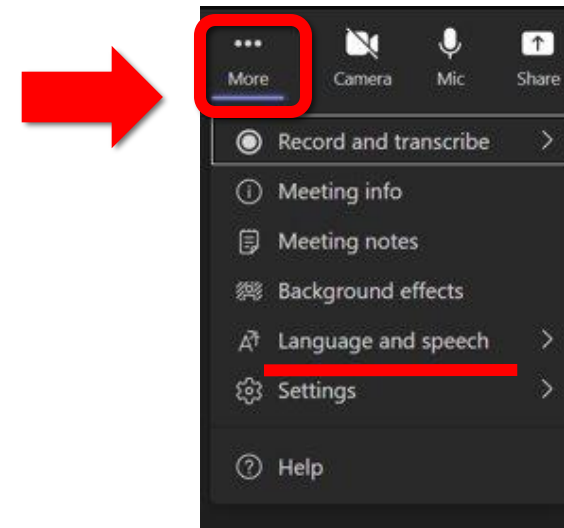 More Camera Mic Share
Record and transcribe
Meeting info
Meeting notes
Background effects
Language and speech
Settings
Help